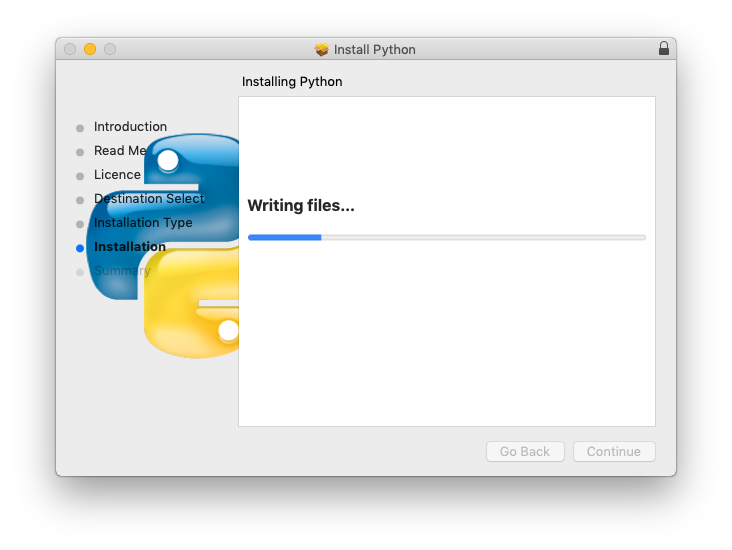 Install Python
Installing Python
Introduction
Read Me
Licence
Destination Select
Installation Type
Installation
Summary
Writing files...
Go Back
Continue